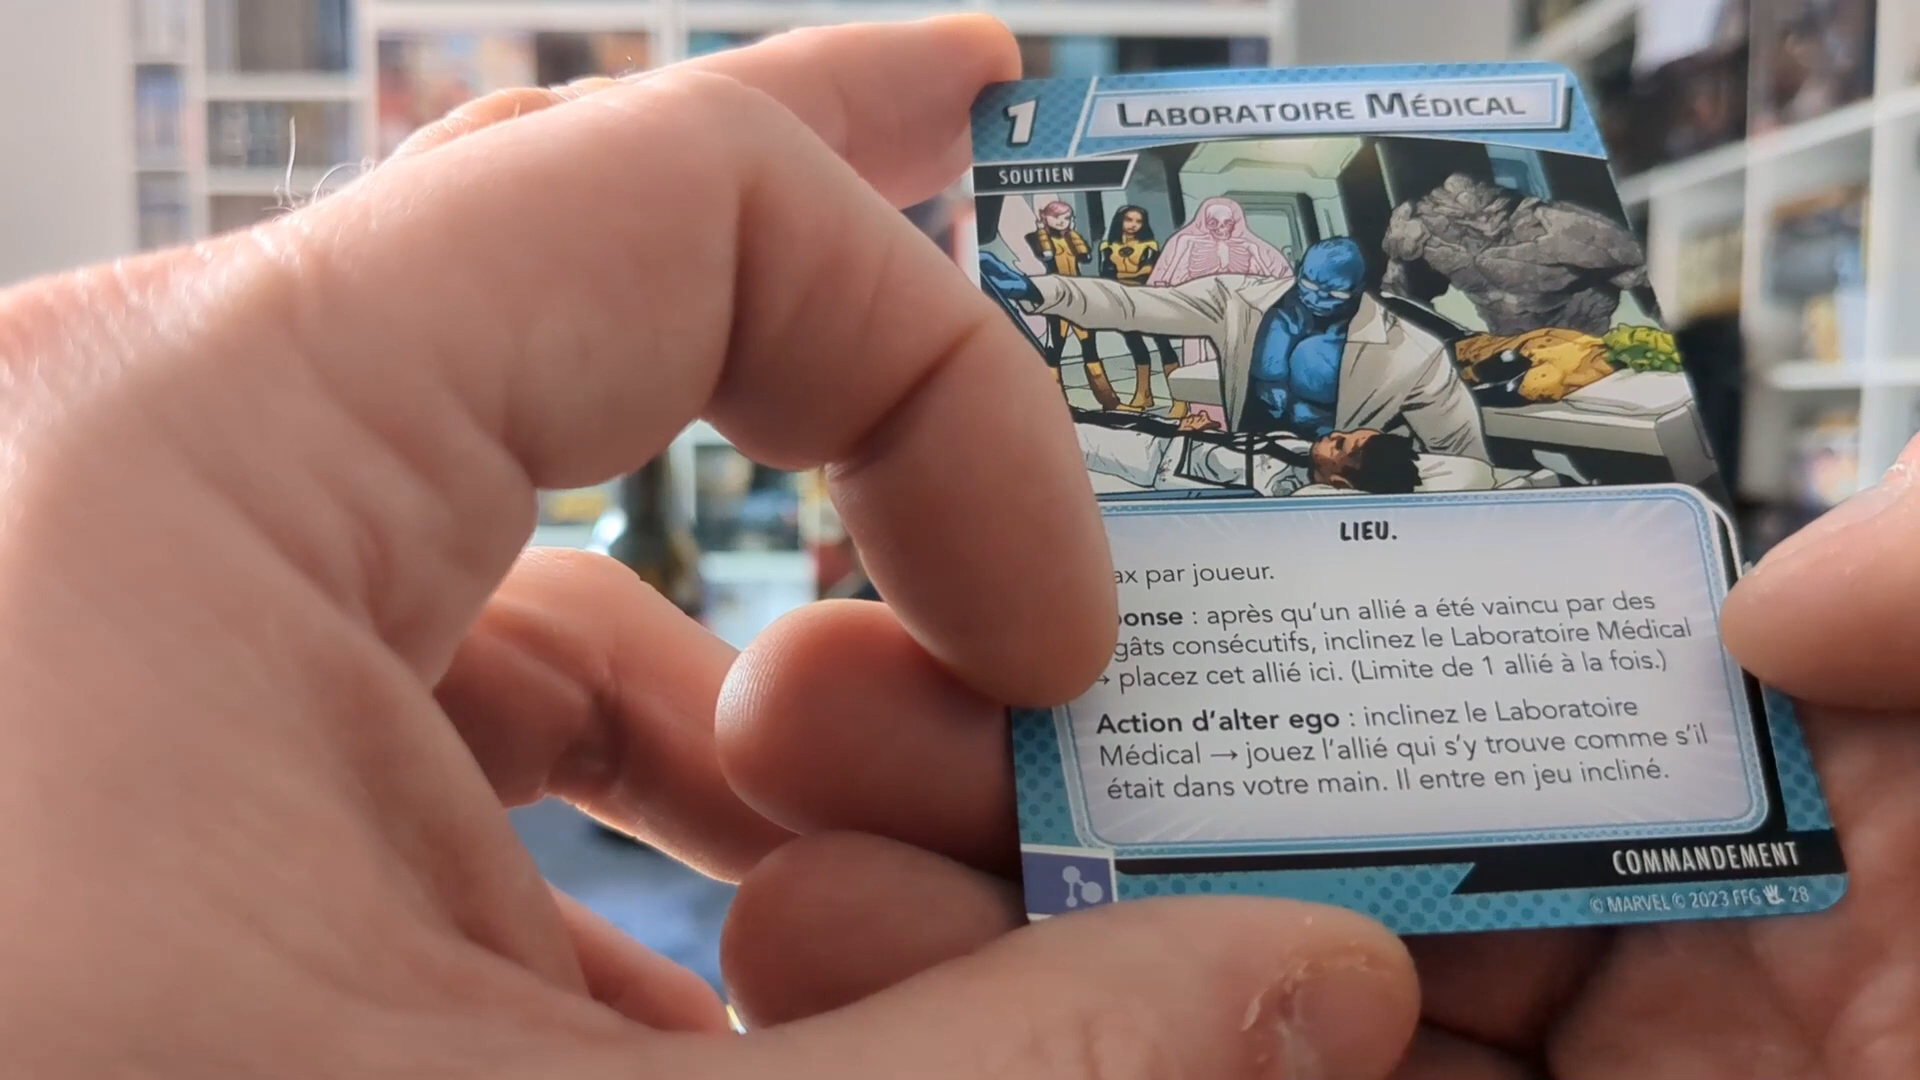 1
LABORATOIRE MÉDICAL
SOUTIEN
LIEU.
ax par joueur.
onse : après qu'un allié a été vaincu par des
gâts consécutifs, inclinez le Laboratoire Médical
→ placez cet allié ici. (Limite de 1 allié à la fois.)
Action d'alter ego : inclinez le Laboratoire
Médical → jouez l'allié qui s'y trouve comme s'il
était dans votre main. Il entre en jeu incliné.
COMMANDEMENT
© MARVEL © 2023 FFG 28